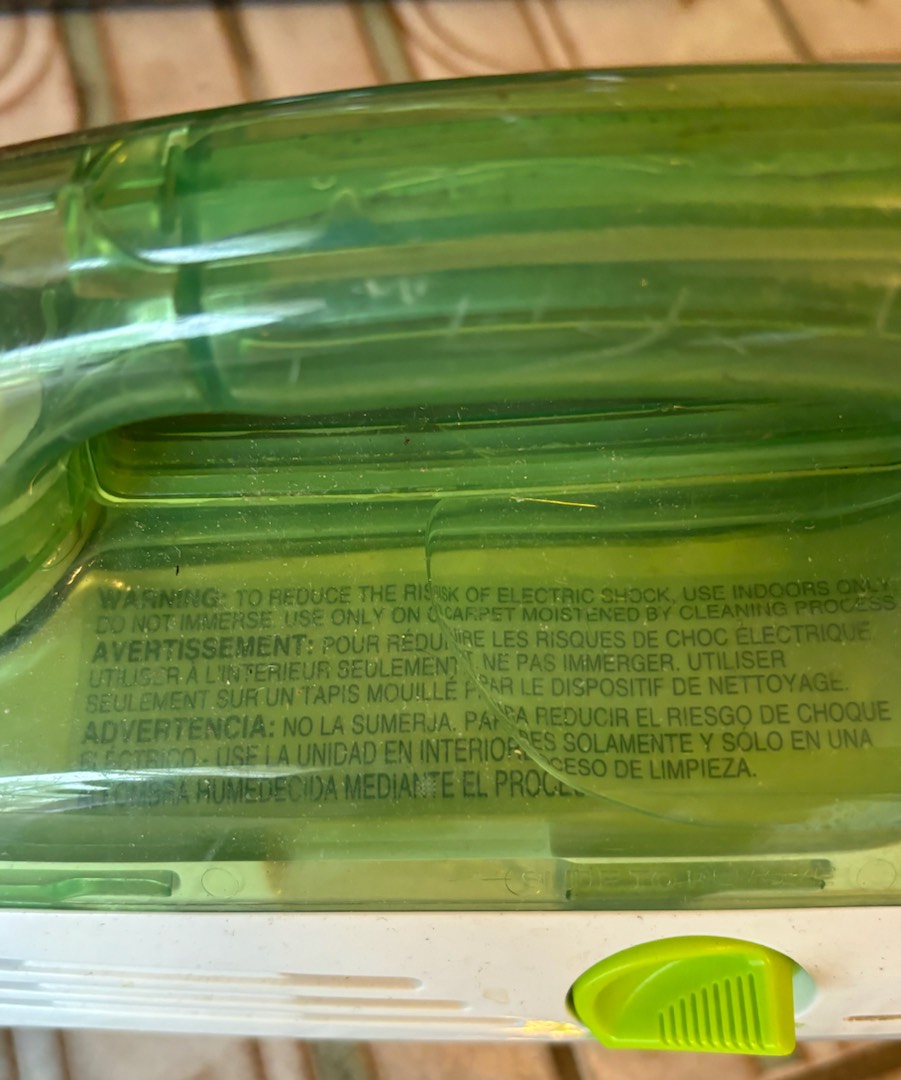 WARNING: TO REDUCE THE RISK OF ELECTRIC SHOCK, USE INDOORS ONLY
DO NOT IMMERSE. USE ONLY ON CARPET MOISTENED BY CLEANING PROCESS
AVERTISSEMENT: POUR RÉDUIRE LES RISQUES DE CHOC ÉLECTRIQUE,
UTILISER À L'INTERIEUR SEULEMENT. NE PAS IMMERGER. UTILISER
SEULEMENT SUR UN TAPIS MOUILLÉ PAR LE DISPOSITIF DE NETTOYAGE.
ADVERTENCIA: NO LA SUMERJA. PARA REDUCIR EL RIESGO DE CHOQUE
ELÉCTRICO - USE LA UNIDAD EN INTERIORES SOLAMENTE Y SÓLO EN UNA
ALFOMBRA HUMEDECIDA MEDIANTE EL PROCESO DE LIMPIEZA.